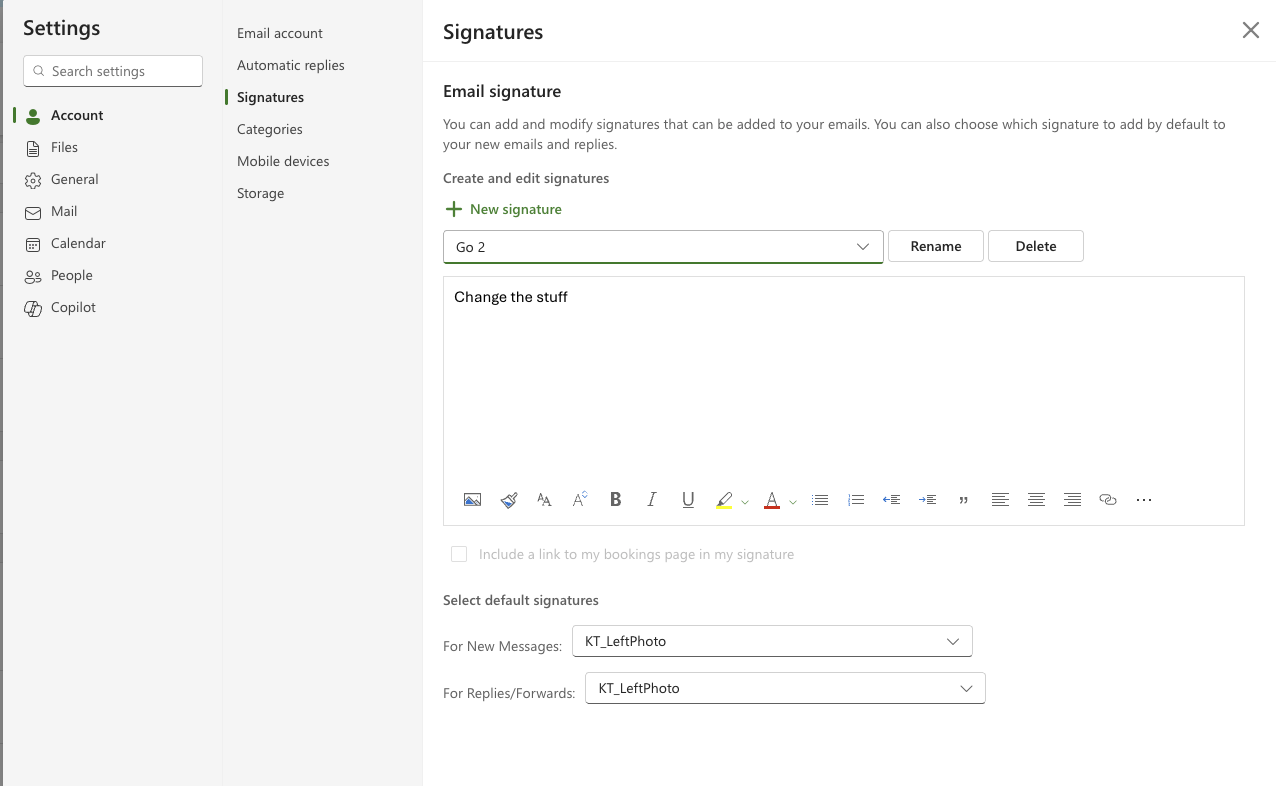 Settings
Search settings
Account
Files
General
Mail
Calendar
People
Copilot
Email account
Automatic replies
Signatures
Categories
Mobile devices
Storage
Signatures
Email signature
You can add and modify signatures that can be added to your emails. You can also choose which signature to add by default to
your new emails and replies.
Create and edit signatures
New signature
Go 2
Rename
Delete
Change the stuff
Include a link to my bookings page in my signature
Select default signatures
For New Messages:
KT_LeftPhoto
For Replies/Forwards:
KT_LeftPhoto